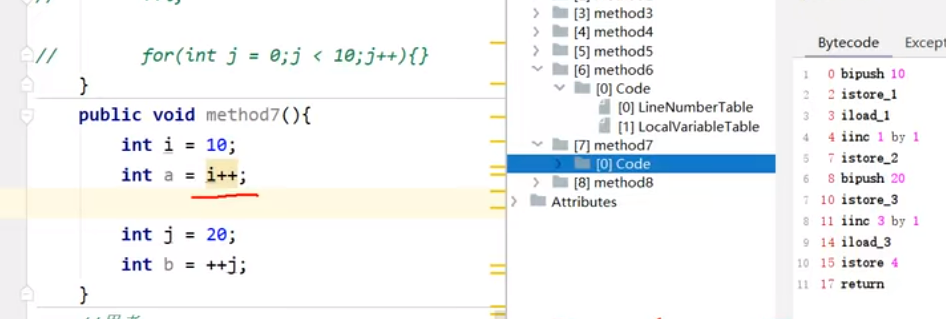 //
// for(int j = 0;j < 10;j++){}
}
public void method7(){
int i = 10;
int a = i++;
int j = 20;
int b = ++j;
}
[3] method3
[4] method4
[5] method5
[6] method6
[0] Code
[0] LineNumberTable
[1] LocalVariableTable
[7] method7
[0] Code
[8] method8
Attributes
Bytecode Except
1 0 bipush 10
2 2 istore_1
3 3 iload_1
4 4 iinc 1 by 1
5 7 istore_2
6 8 bipush 20
7 10 istore_3
8 11 iinc 3 by 1
9 14 iload_3
10 15 istore 4
11 17 return